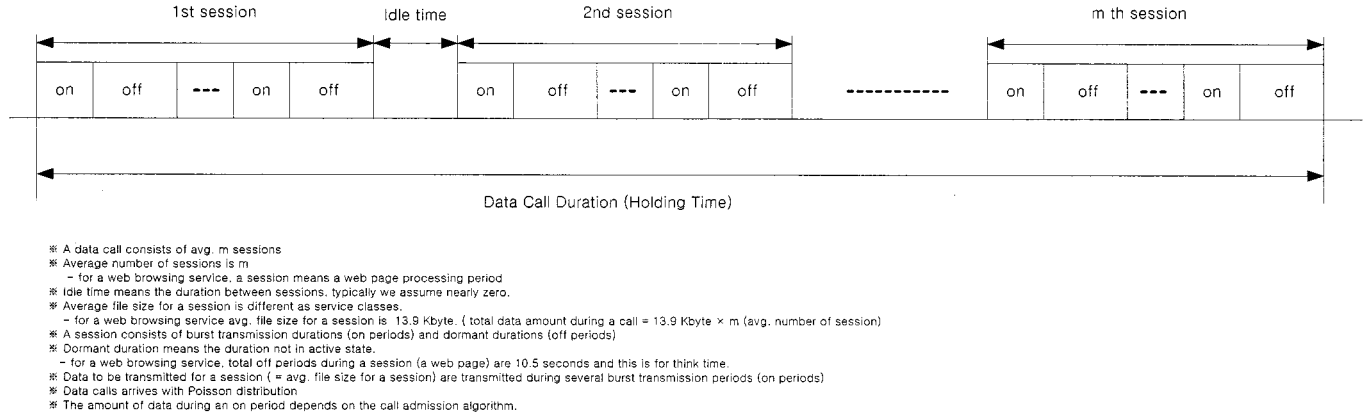 1st session
Idle time
2nd session
m th session
on off --- on off
on off --- on off
-----------
on off --- on off
Data Call Duration (Holding Time)
※ A data call consists of avg. m sessions
※ Average number of sessions is m
– for a web browsing service, a session means a web page processing period
※ Idle time means the duration between sessions, typically we assume nearly zero.
※ Average file size for a session is different as service classes.
– for a web browsing service avg. file size for a session is 13.9 Kbyte. ( total data amount during a call = 13.9 Kbyte × m (avg. number of session)
※ A session consists of burst transmission durations (on periods) and dormant durations (off periods)
※ Dormant duration means the duration not in active state.
– for a web browsing service, total off periods during a session (a web page) are 10.5 seconds and this is for think time.
※ Data to be transmitted for a session ( = avg. file size for a session) are transmitted during several burst transmission periods (on periods)
※ Data calls arrives with Poisson distribution
※ The amount of data during an on period depends on the call admission algorithm.